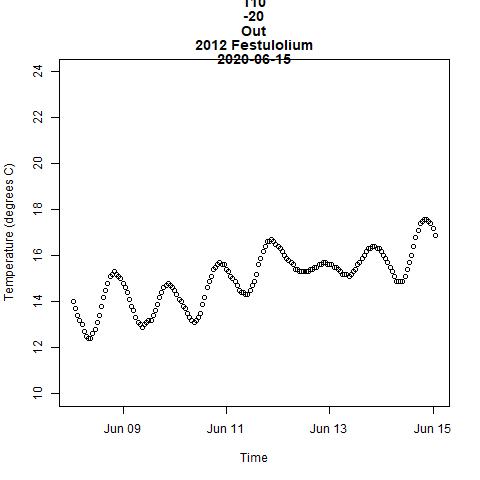 -20
Out
2012 Festulolium
2020-06-15
24
22
20
18
16
14
12
10
Temperature (degrees C)
Jun 09
Jun 11
Jun 13
Jun 15
Time